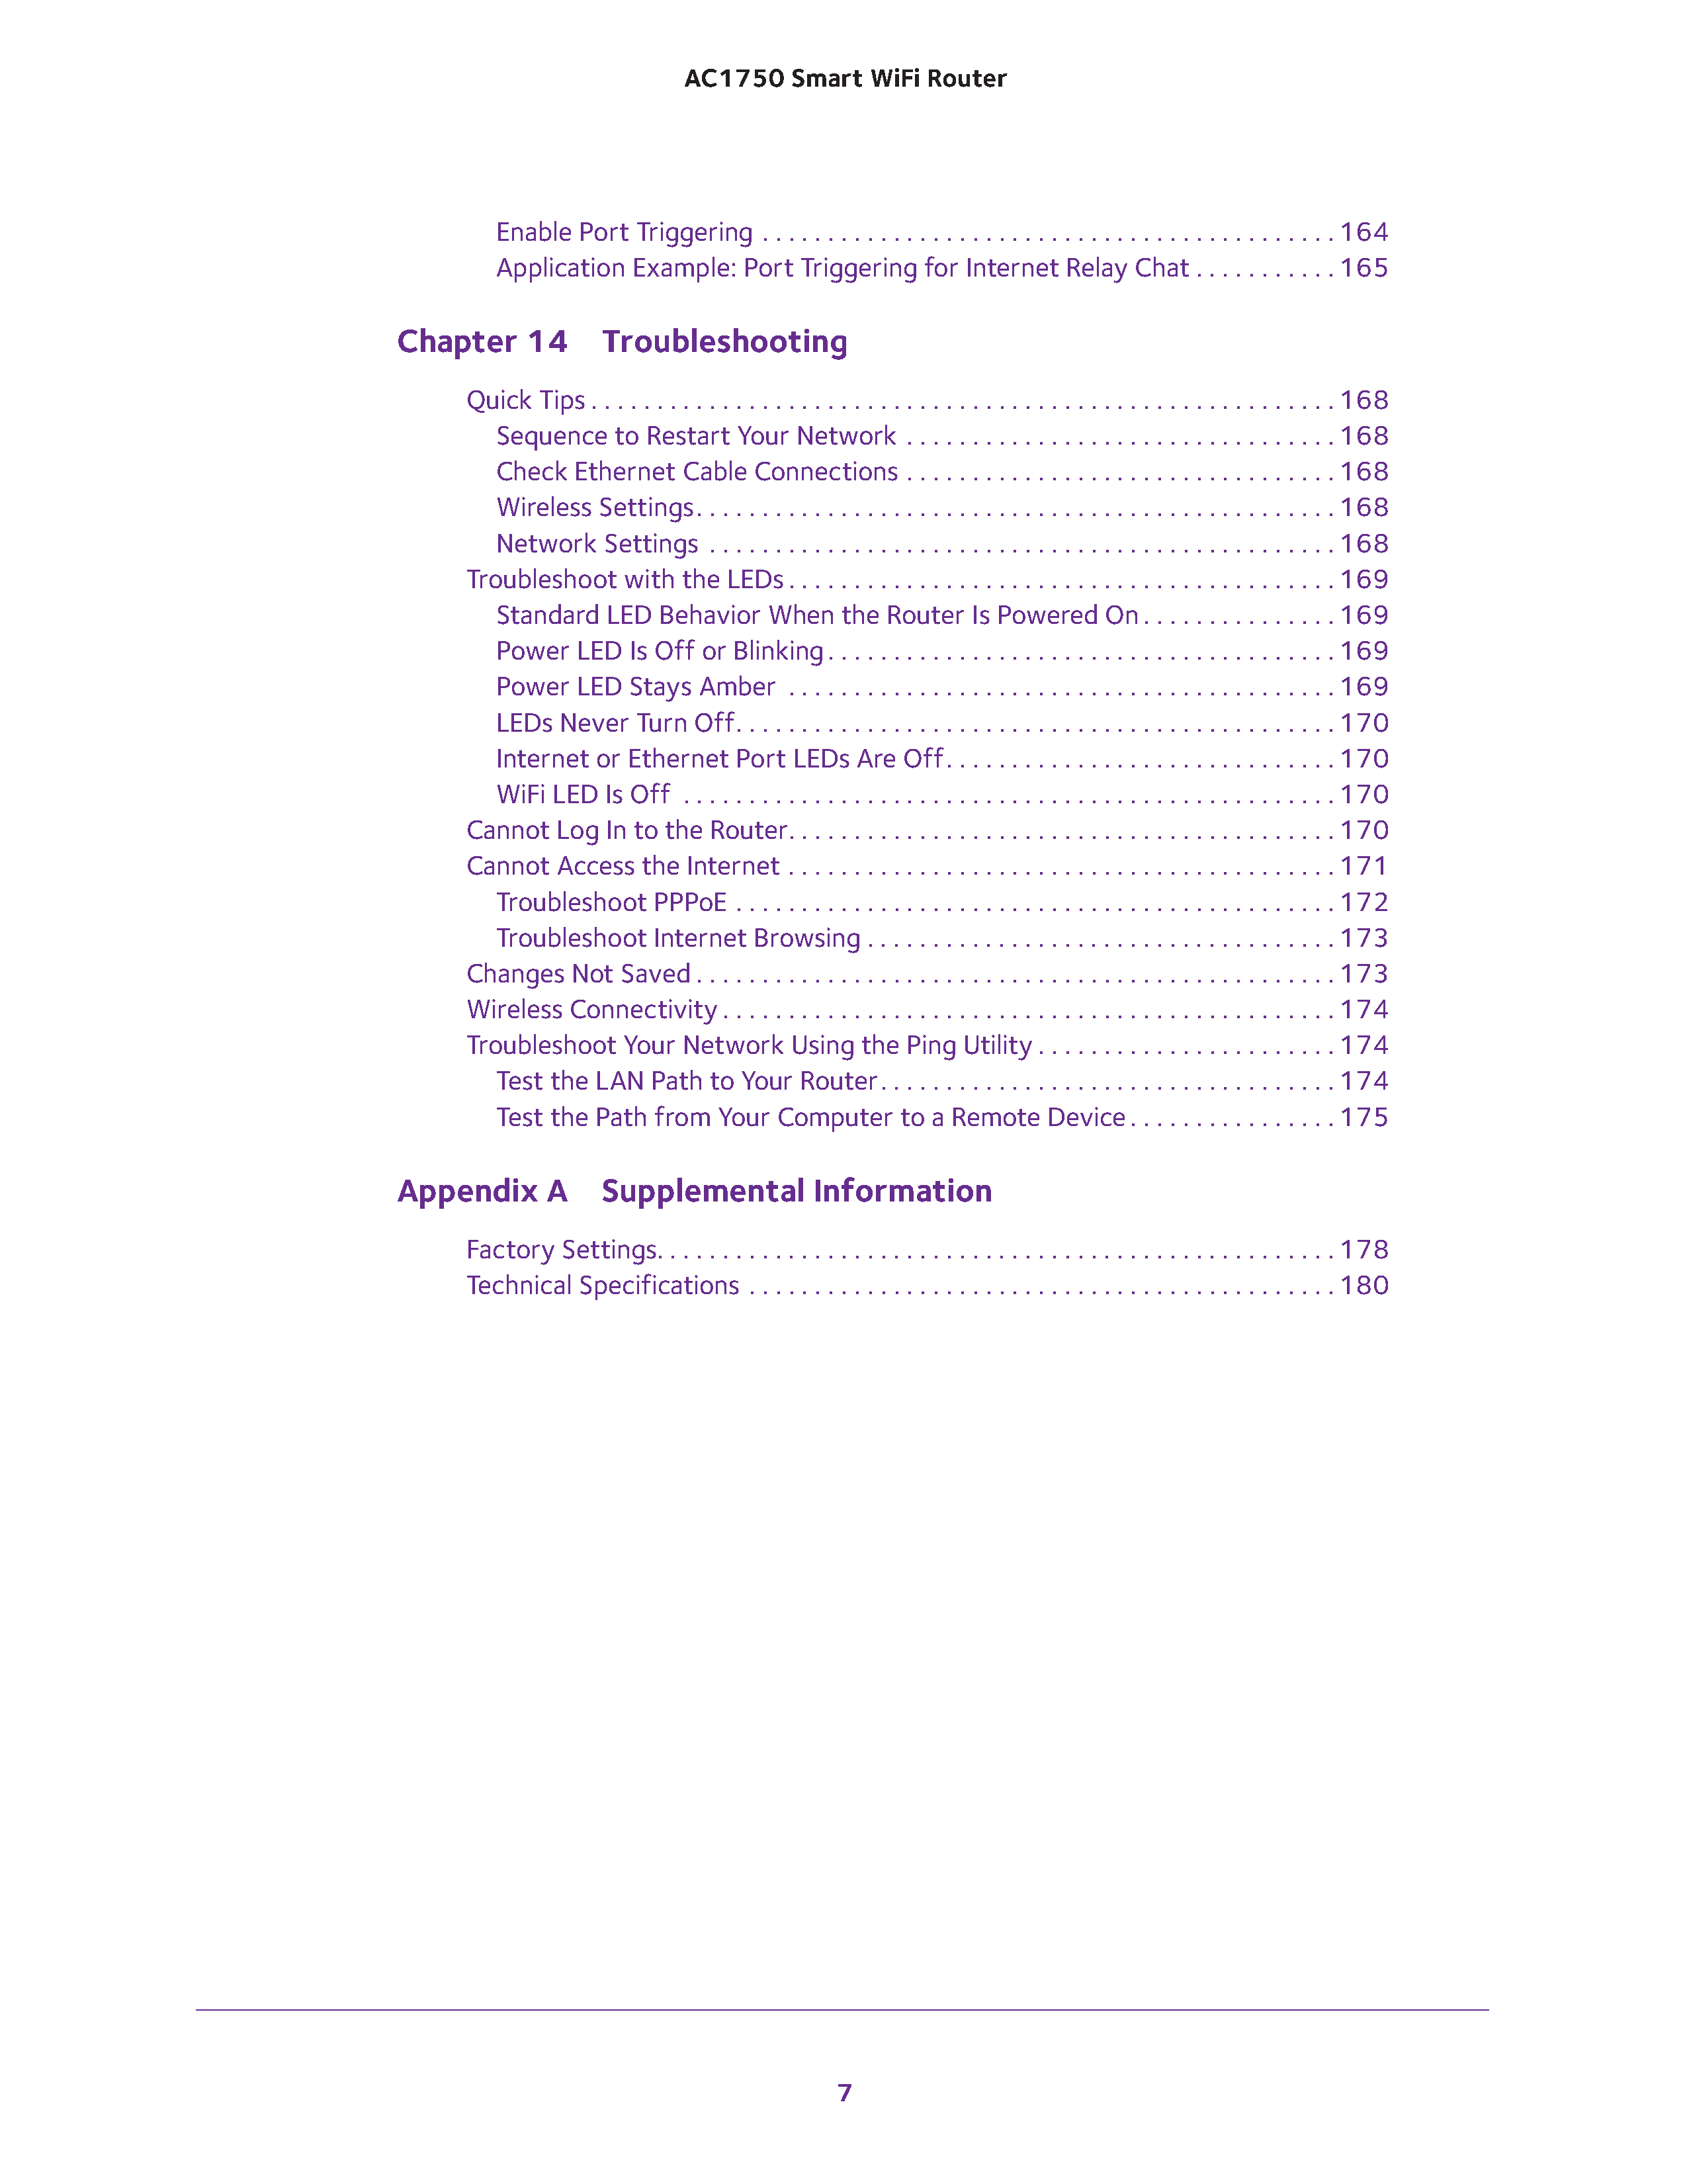 AC1750 Smart WiFi Router
Enable Port Triggering . . . . . . . . . . . . . . . . . . . . . . . . . . . . . . . . . . . . . . . . . . . . 164
Application Example: Port Triggering for Internet Relay Chat . . . . . . . . . . . 165
Chapter 14 Troubleshooting
Quick Tips . . . . . . . . . . . . . . . . . . . . . . . . . . . . . . . . . . . . . . . . . . . . . . . . . . . . . . . . . 168
Sequence to Restart Your Network . . . . . . . . . . . . . . . . . . . . . . . . . . . . . . . . . 168
Check Ethernet Cable Connections . . . . . . . . . . . . . . . . . . . . . . . . . . . . . . . . . 168
Wireless Settings. . . . . . . . . . . . . . . . . . . . . . . . . . . . . . . . . . . . . . . . . . . . . . . . . 168
Network Settings . . . . . . . . . . . . . . . . . . . . . . . . . . . . . . . . . . . . . . . . . . . . . . . . 168
Troubleshoot with the LEDs . . . . . . . . . . . . . . . . . . . . . . . . . . . . . . . . . . . . . . . . . . 169
Standard LED Behavior When the Router Is Powered On . . . . . . . . . . . . . . . 169
Power LED Is Off or Blinking . . . . . . . . . . . . . . . . . . . . . . . . . . . . . . . . . . . . . . . 169
Power LED Stays Amber . . . . . . . . . . . . . . . . . . . . . . . . . . . . . . . . . . . . . . . . . . 169
LEDs Never Turn Off. . . . . . . . . . . . . . . . . . . . . . . . . . . . . . . . . . . . . . . . . . . . . . 170
Internet or Ethernet Port LEDs Are Off. . . . . . . . . . . . . . . . . . . . . . . . . . . . . . 170
WiFi LED Is Off . . . . . . . . . . . . . . . . . . . . . . . . . . . . . . . . . . . . . . . . . . . . . . . . . . 170
Cannot Log In to the Router. . . . . . . . . . . . . . . . . . . . . . . . . . . . . . . . . . . . . . . . . . 170
Cannot Access the Internet . . . . . . . . . . . . . . . . . . . . . . . . . . . . . . . . . . . . . . . . . . 171
Troubleshoot PPPoE . . . . . . . . . . . . . . . . . . . . . . . . . . . . . . . . . . . . . . . . . . . . . . 172
Troubleshoot Internet Browsing . . . . . . . . . . . . . . . . . . . . . . . . . . . . . . . . . . . . 173
Changes Not Saved . . . . . . . . . . . . . . . . . . . . . . . . . . . . . . . . . . . . . . . . . . . . . . . . . 173
Wireless Connectivity . . . . . . . . . . . . . . . . . . . . . . . . . . . . . . . . . . . . . . . . . . . . . . . 174
Troubleshoot Your Network Using the Ping Utility . . . . . . . . . . . . . . . . . . . . . . . 174
Test the LAN Path to Your Router. . . . . . . . . . . . . . . . . . . . . . . . . . . . . . . . . . . 174
Test the Path from Your Computer to a Remote Device . . . . . . . . . . . . . . . . 175
Appendix A Supplemental Information
Factory Settings. . . . . . . . . . . . . . . . . . . . . . . . . . . . . . . . . . . . . . . . . . . . . . . . . . . . 178
Technical Specifications . . . . . . . . . . . . . . . . . . . . . . . . . . . . . . . . . . . . . . . . . . . . . 180
7